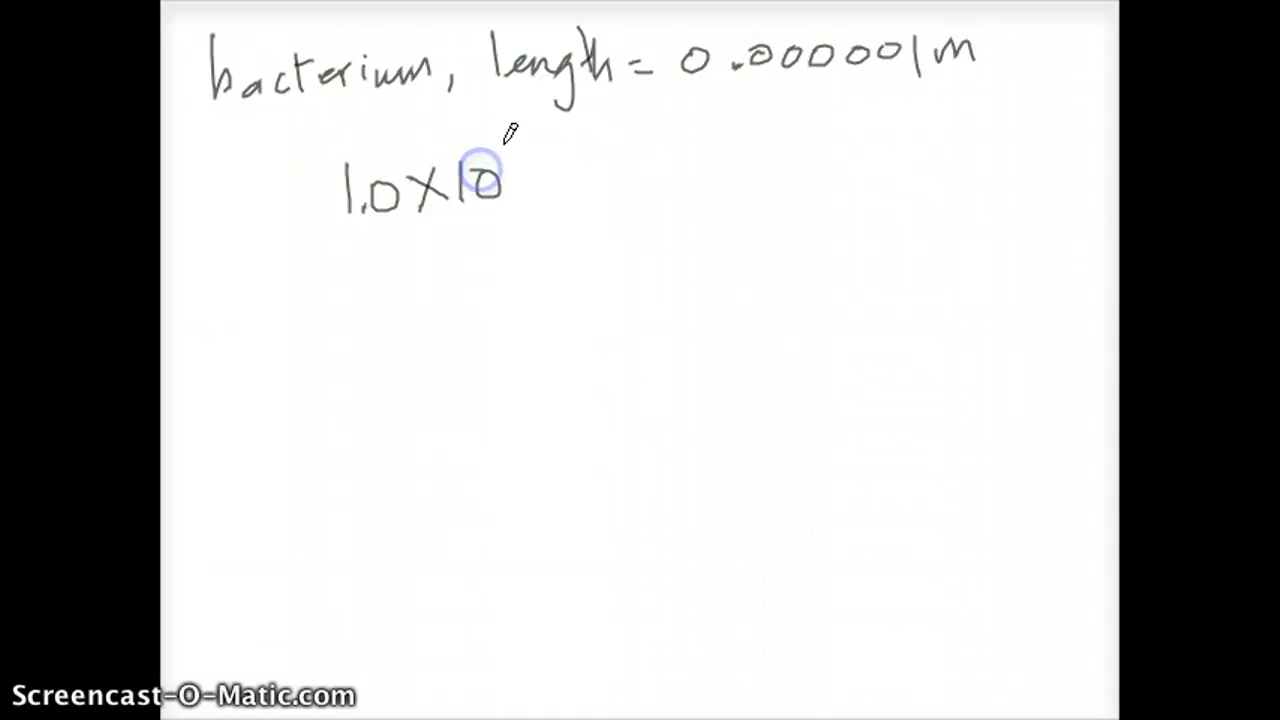 bacterium, length = 0.000001m
1.0X10
Screencast-O-Matic.com